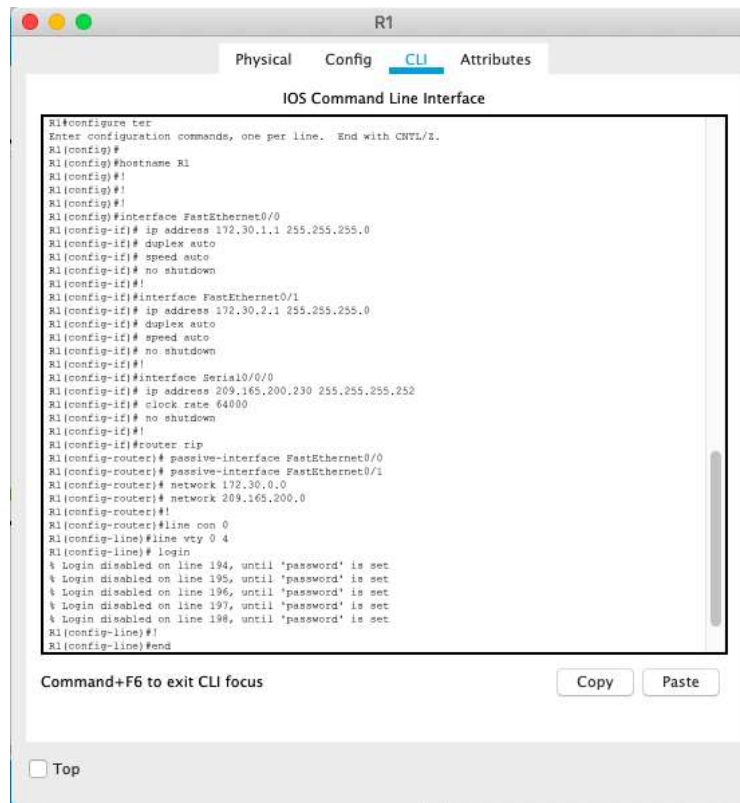 R1
Physical Config CLI Attributes
IOS Command Line Interface
R1#configure ter
Enter configuration commands, one per line. End with CNTL/Z.
R1(config)#
R1(config)#hostname R1
R1(config)#!
R1(config)#!
R1(config)#!
R1(config)#interface FastEthernet0/0
R1(config-if)# ip address 172.30.1.1 255.255.255.0
R1(config-if)# duplex auto
R1(config-if)# speed auto
R1(config-if)# no shutdown
R1(config-if)#!
R1(config-if)#interface FastEthernet0/1
R1(config-if)# ip address 172.30.2.1 255.255.255.0
R1(config-if)# duplex auto
R1(config-if)# speed auto
R1(config-if)# no shutdown
R1(config-if)#!
R1(config-if)#interface Serial0/0/0
R1(config-if)# ip address 209.165.200.230 255.255.255.252
R1(config-if)# clock rate 64000
R1(config-if)# no shutdown
R1(config-if)#!
R1(config-if)#router rip
R1(config-router)# passive-interface FastEthernet0/0
R1(config-router)# passive-interface FastEthernet0/1
R1(config-router)# network 172.30.0.0
R1(config-router)# network 209.165.200.0
R1(config-router)#!
R1(config-router)#line con 0
R1(config-line)#line vty 0 4
R1(config-line)# login
% Login disabled on line 194, until 'password' is set
% Login disabled on line 195, until 'password' is set
% Login disabled on line 196, until 'password' is set
% Login disabled on line 197, until 'password' is set
% Login disabled on line 198, until 'password' is set
R1(config-line)#!
R1(config-line)#end
Command+F6 to exit CLI focus Copy Paste
Top